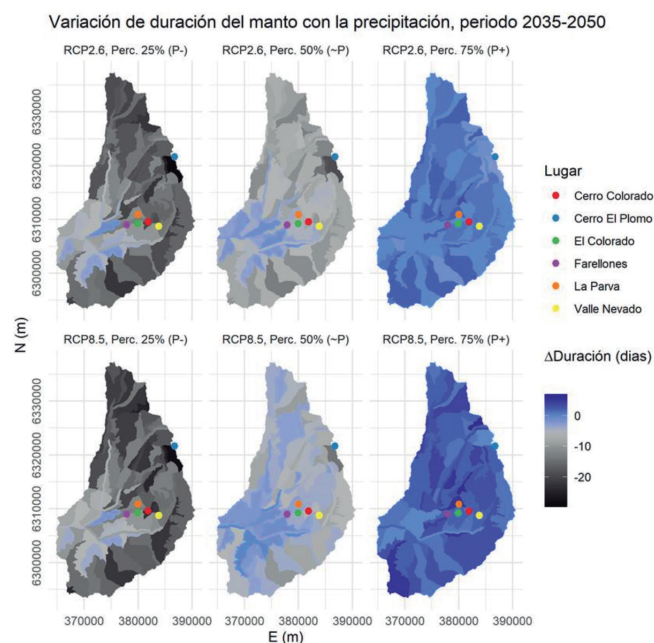 Variación de duración del manto con la precipitación, periodo 2035-2050
RCP2.6, Perc. 25% (P-)
RCP2.6, Perc. 50% (~P)
RCP2.6, Perc. 75% (P+)
6330000
6320000
6310000
6300000
RCP8.5, Perc. 25% (P-)
RCP8.5, Perc. 50% (~P)
RCP8.5, Perc. 75% (P+)
6330000
6320000
6310000
6300000
N (m)
370000 380000 390000
370000 380000 390000
370000 380000 390000
E (m)
Lugar
Cerro Colorado
Cerro El Plomo
El Colorado
Farellones
La Parva
Valle Nevado
ΔDuración (dias)
0
-10
-20